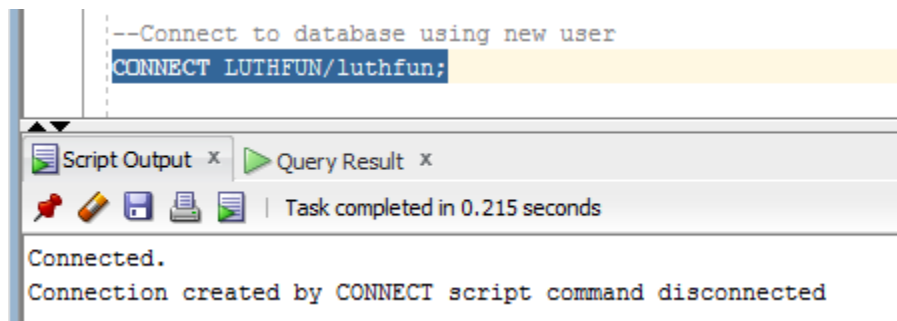 --Connect to database using new user
CONNECT LUTHFUN/luthfun;
Script Output x Query Result x
Task completed in 0.215 seconds
Connected.
Connection created by CONNECT script command disconnected